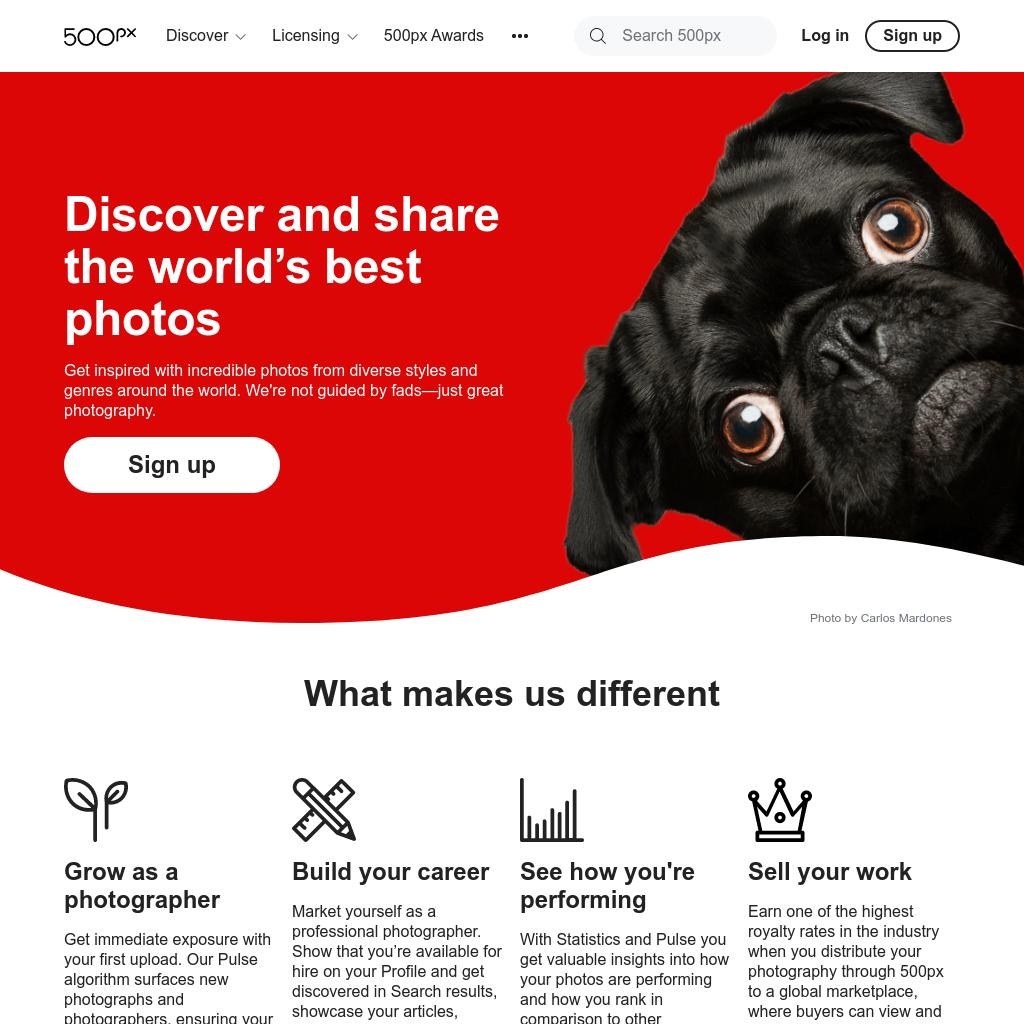 500px Discover Licensing 500px Awards Search 500px Log in Sign up
Discover and share
the world’s best
photos
Get inspired with incredible photos from diverse styles and
genres around the world. We're not guided by fads—just great
photography.
Sign up
Photo by Carlos Mardones
What makes us different
Grow as a
photographer
Get immediate exposure with
your first upload. Our Pulse
algorithm surfaces new
photographs and
photographers, ensuring your
Build your career
Market yourself as a
professional photographer.
Show that you’re available for
hire on your Profile and get
discovered in Search results,
showcase your articles,
See how you're
performing
With Statistics and Pulse you
get valuable insights into how
your photos are performing
and how you rank in
comparison to other
Sell your work
Earn one of the highest
royalty rates in the industry
when you distribute your
photography through 500px
to a global marketplace,
where buyers can view and